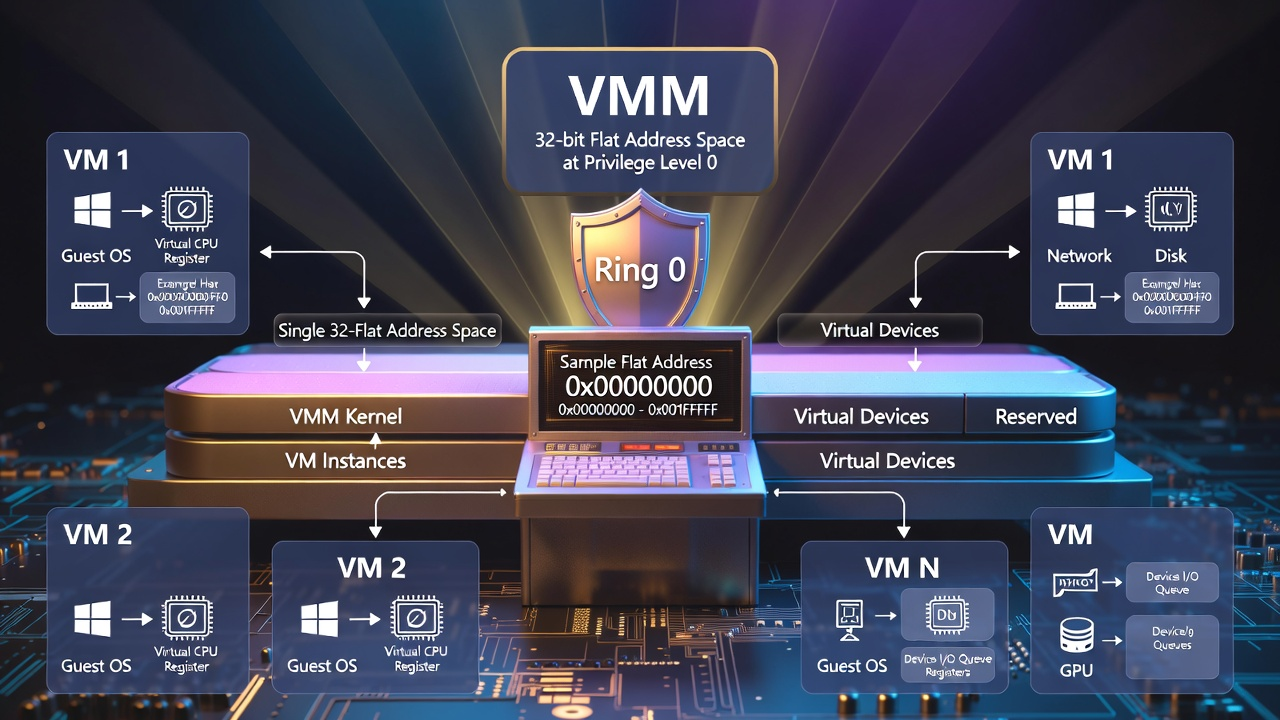 VMM
32-bit Flat Address Space
at Privilege Level 0
VM 1
Guest OS
Virtual CPU
Register
0x001FFFFF
Ring 0
VM 1
Network
Disk
0x001FFFFF
Single 32-Flat Address Space
Virtual Devices
Sample Flat Address
0x00000000
0x00000000 - 0x001FFFFF
VMM Kernel
VM Instances
Virtual Devices
Reserved
Virtual Devices
VM 2
Guest OS
Virtual CPU
Register
VM 2
Guest OS
Virtual CPU
Register
VM N
Db
Guest OS
Device I/O Queue
Registers
VM
Device I/O
Queue
GPU
Queues